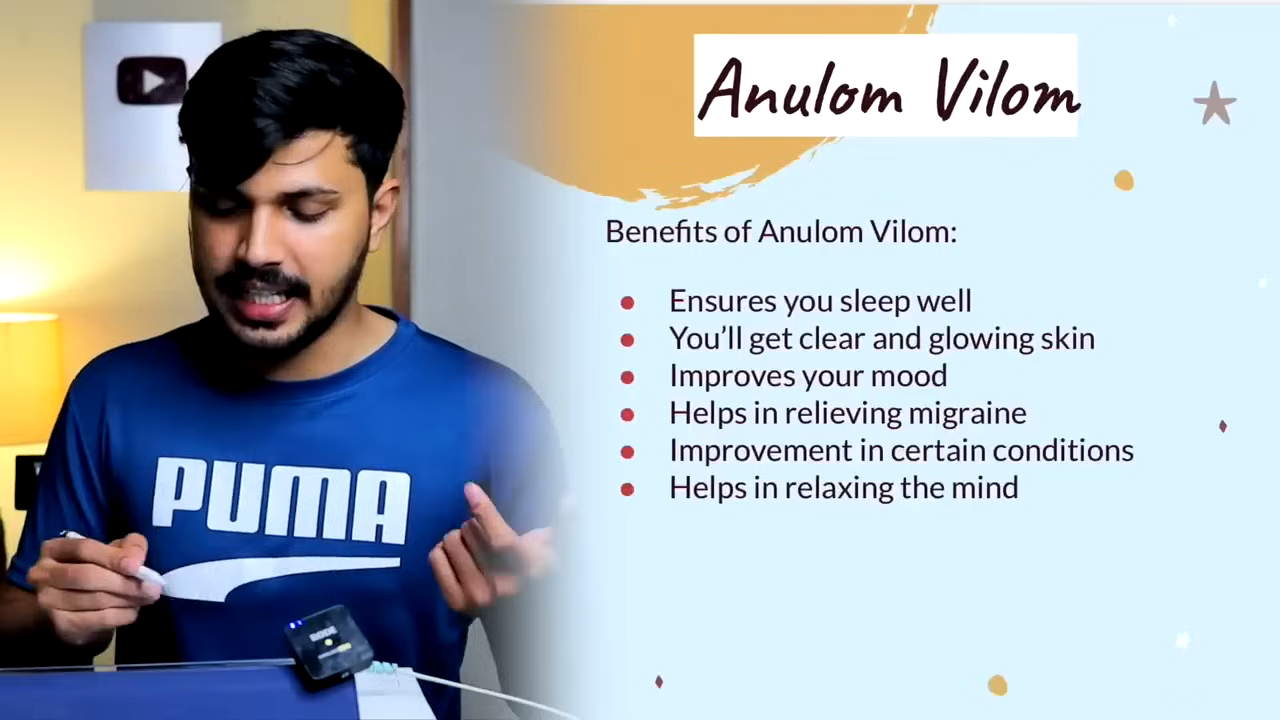 Anulom Vilom
Benefits of Anulom Vilom:
● Ensures you sleep well
● You'll get clear and glowing skin
● Improves your mood
● Helps in relieving migraine
● Improvement in certain conditions
● Helps in relaxing the mind
PUMA
RODE